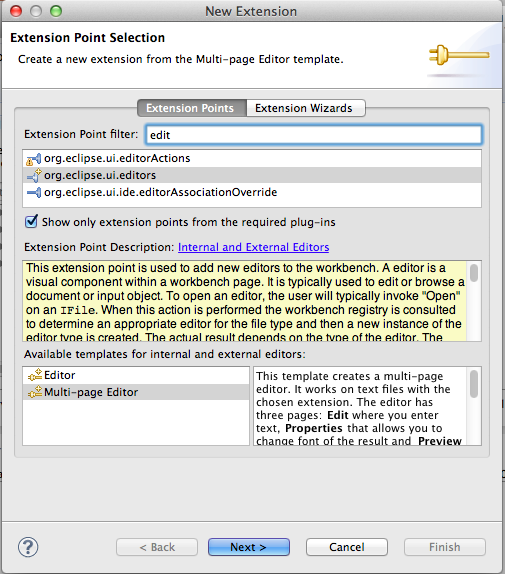 New Extension
Extension Point Selection
Create a new extension from the Multi-page Editor template.
Extension Points Extension Wizards
Extension Point filter: edit
org.eclipse.ui.editorActions
org.eclipse.ui.editors
org.eclipse.ui.ide.editorAssociationOverride
Show only extension points from the required plug-ins
Extension Point Description: Internal and External Editors
This extension point is used to add new editors to the workbench. A editor is a
visual component within a workbench page. It is typically used to edit or browse a
document or input object. To open an editor, the user will typically invoke "Open"
on an IFile. When this action is performed the workbench registry is consulted
to determine an appropriate editor for the file type and then a new instance of the
editor type is created. The actual result depends on the type of the editor. The
Available templates for internal and external editors:
Editor
Multi-page Editor
This template creates a multi-page
editor. It works on text files with the
chosen extension. The editor has
three pages: Edit where you enter
text, Properties that allows you to
change font of the result and Preview
? < Back Next > Cancel Finish